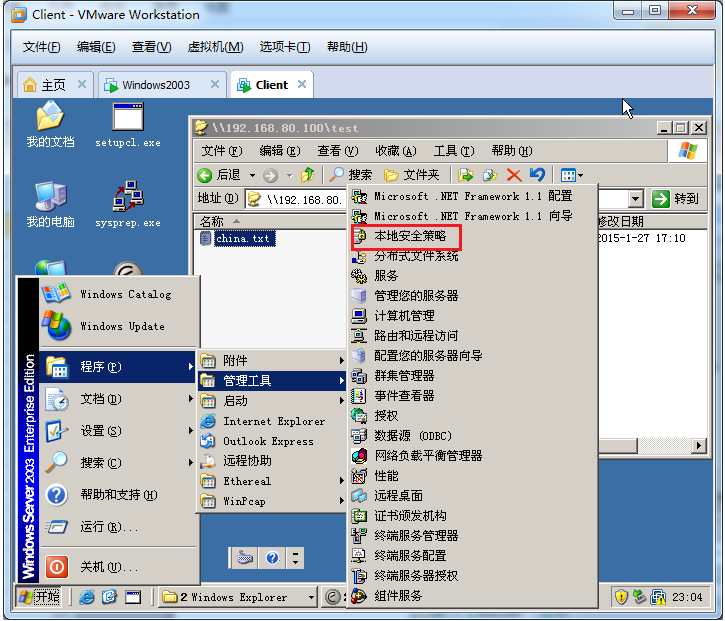 Client - VMware Workstation
文件(F) 编辑(E) 查看(V) 虚拟机(M) 选项卡(T) 帮助(H)
主页 Windows2003 Client
我的文档
setupcl.exe
我的电脑
sysprep.exe
\\192.168.80.100\test
文件(F) 编辑(E) 查看(V) 收藏(A) 工具(T) 帮助(H)
后退 搜索 文件夹
地址(D) \\192.168.80. 转到
名称 修改日期
china.txt 2015-1-27 17:10
Microsoft .NET Framework 1.1 配置
Microsoft .NET Framework 1.1 向导
本地安全策略
分布式文件系统
服务
管理您的服务器
计算机管理
路由和远程访问
配置您的服务器向导
群集管理器
事件查看器
授权
数据源 (ODBC)
网络负载平衡管理器
性能
远程桌面
证书颁发机构
终端服务管理器
终端服务配置
终端服务器授权
组件服务
附件
管理工具
启动
Internet Explorer
Outlook Express
远程协助
Ethereal
WinPcap
Windows Catalog
Windows Update
程序(P)
文档(D)
设置(S)
搜索(C)
帮助和支持(H)
运行(R)...
关机(U)...
Windows Server 2003 Enterprise Edition
开始 2 Windows Explorer 23:04